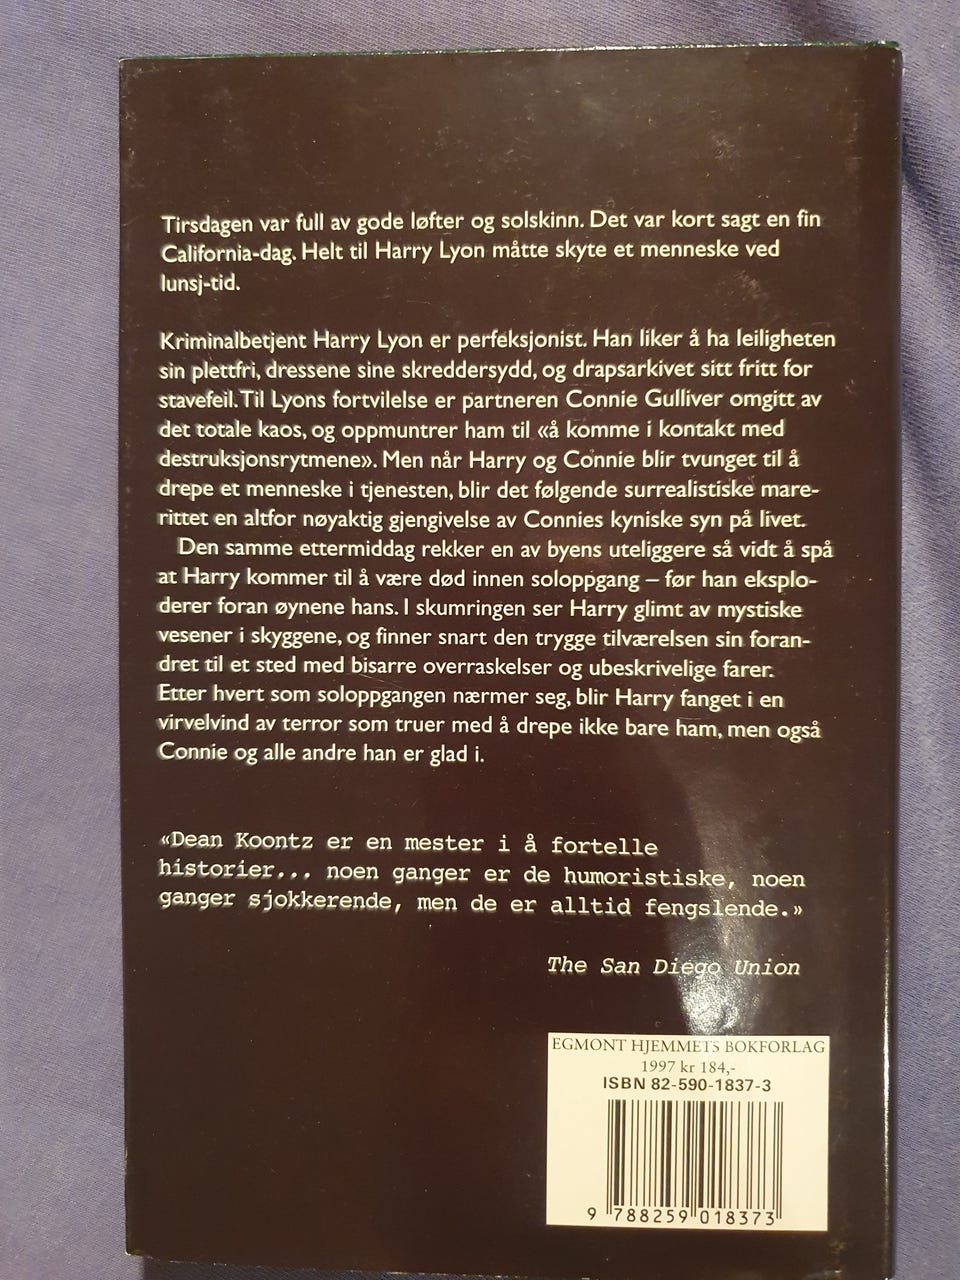 Tirsdagen var full av gode løfter og solskinn. Det var kort sagt en fin
California-dag. Helt til Harry Lyon måtte skyte et menneske ved
lunsj-tid.
Kriminalbetjent Harry Lyon er perfeksjonist. Han liker å ha leiligheten
sin plettfri, dressene sine skreddersydd, og drapsarkivet sitt fritt for
stavefeil. Til Lyons fortvilelse er partneren Connie Gulliver omgitt av
det totale kaos, og oppmuntrer ham til «å komme i kontakt med
destruksjonsrytmene». Men når Harry og Connie blir tvunget til å
drepe et menneske i tjenesten, blir det følgende surrealistiske mare-
rittet en altfor nøyaktig gjengivelse av Connies kyniske syn på livet.
Den samme ettermiddag rekker en av byens uteliggere så vidt å spå
at Harry kommer til å være død innen soloppgang – før han eksplo-
derer foran øynene hans. I skumringen ser Harry glimt av mystiske
vesener i skyggene, og finner snart den trygge tilværelsen sin foran-
dret til et sted med bisarre overraskelser og ubeskrivelige farer.
Etter hvert som soloppgangen nærmer seg, blir Harry fanget i en
virvelvind av terror som truer med å drepe ikke bare ham, men også
Connie og alle andre han er glad i.
«Dean Koontz er en mester i å fortelle
historier... noen ganger er de humoristiske, noen
ganger sjokkerende, men de er alltid fengslende.»
The San Diego Union
EGMONT HJEMMETS BOKFORLAG
1997 kr 184,-
ISBN 82-590-1837-3
9 788259 018373